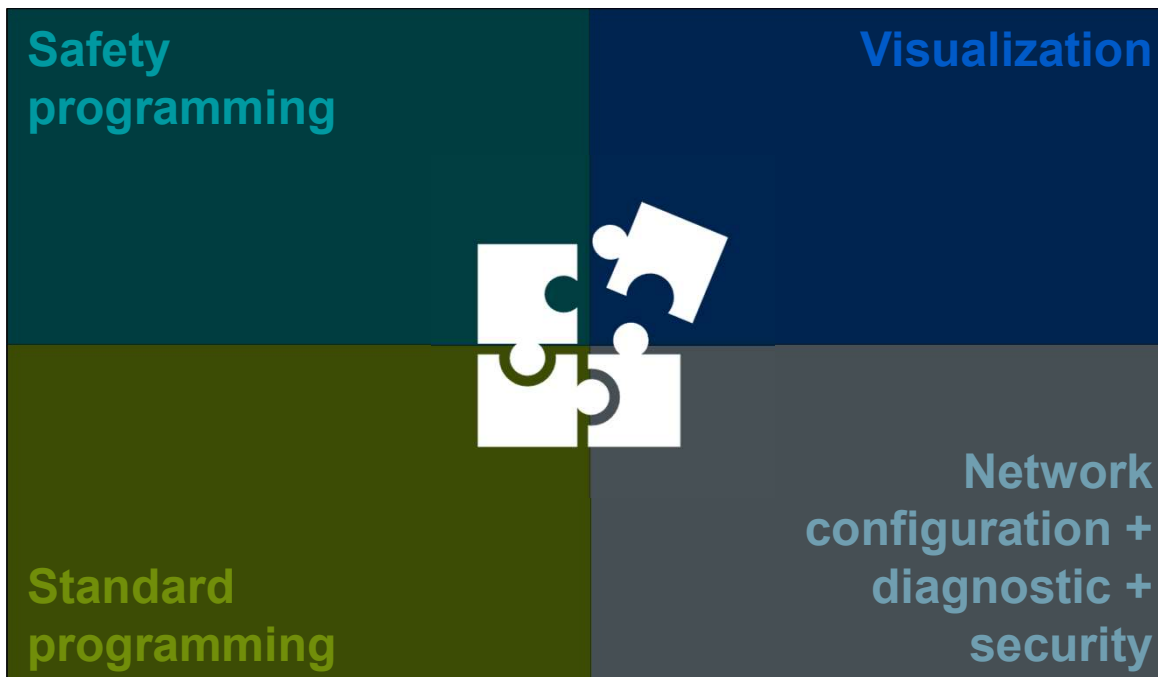 Safety
programming
Visualization
Standard
programming
Network
configuration +
diagnostic +
security